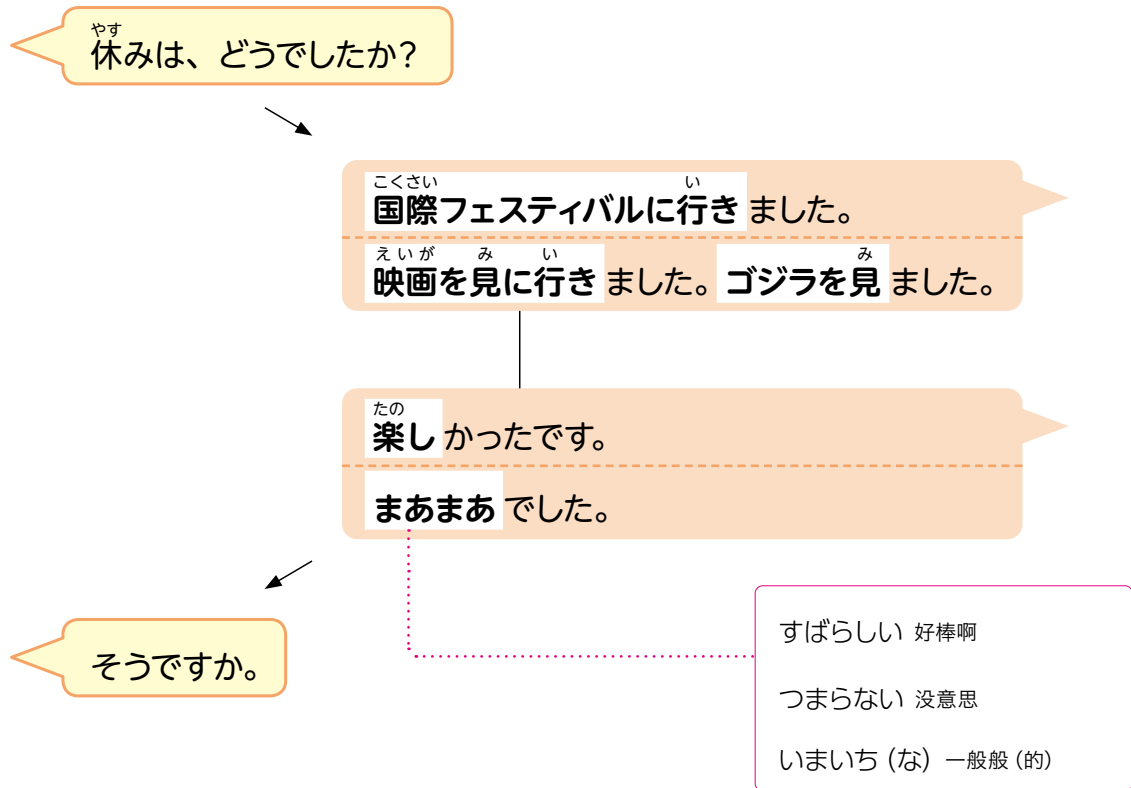 やす
休みは、どうでしたか?
こくさい い
国際フェスティバルに行きました。
えいが み い み
映画を見に行きました。ゴジラを見ました。
たの
楽しかったです。
まあまあでした。
そうですか。
すばらしい 好棒啊
つまらない 没意思
いまいち(な) 一般般(的)